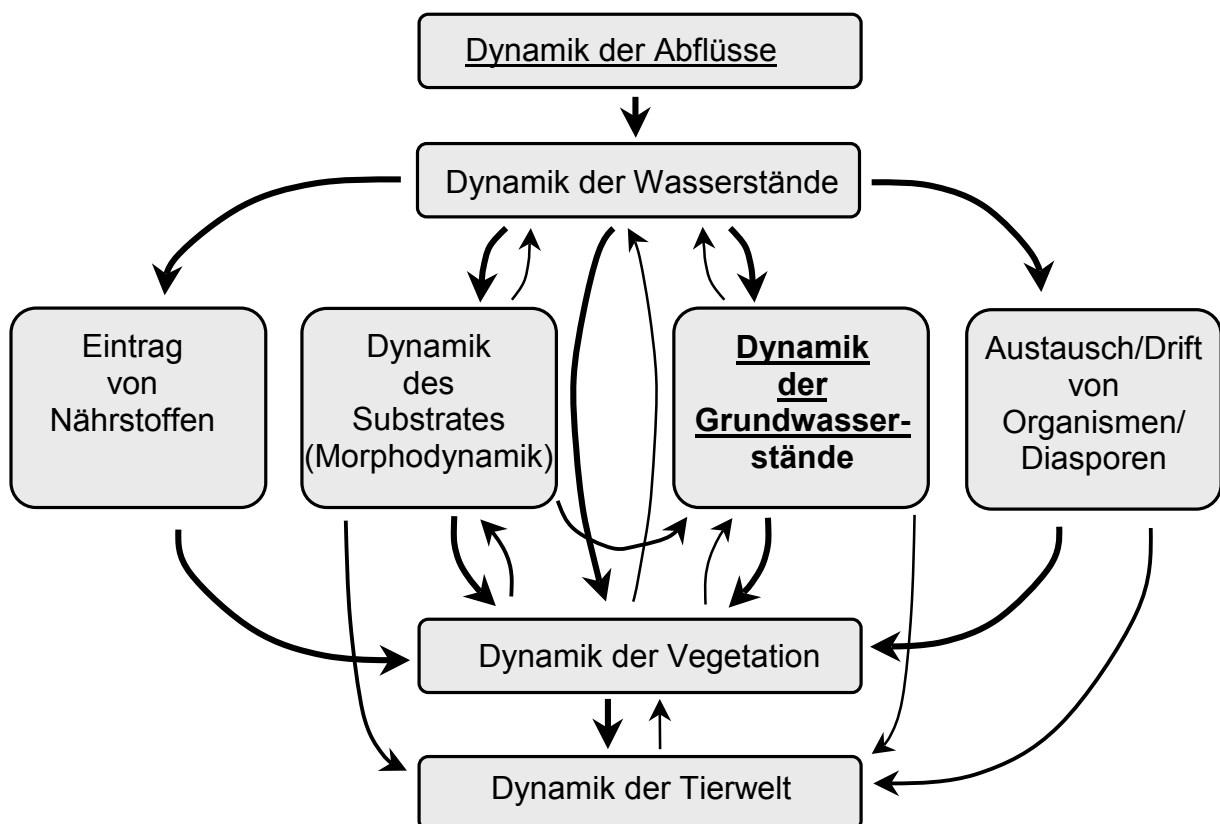 Dynamik der Abflüsse
Dynamik der Wasserstände
Eintrag
von
Nährstoffen
Dynamik
des
Substrates
(Morphodynamik)
Dynamik
der
Grundwasser-
stände
Austausch/Drift
von
Organismen/
Diasporen
Dynamik der Vegetation
Dynamik der Tierwelt